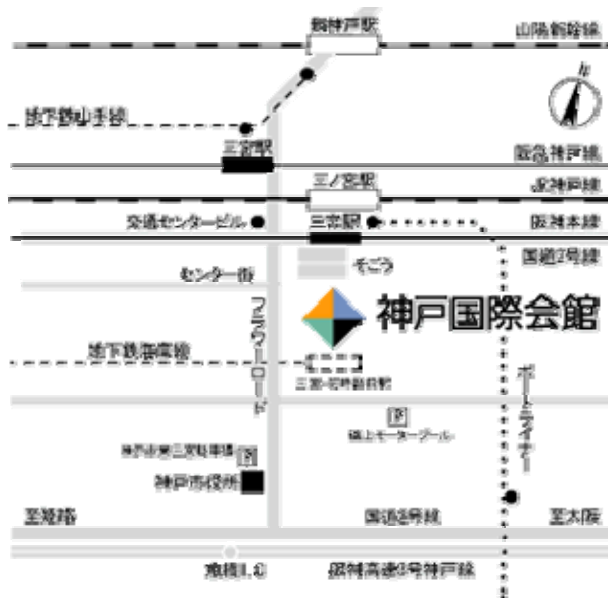 新神戸駅
山陽新幹線
地下鉄山手線
三宮駅
阪急神戸線
JR神戸線
三ノ宮駅
交通センタービル
三宮駅
阪神本線
国道2号線
そごう
センター街
神戸国際会館
フラワーロード
地下鉄海岸線
三宮・花時計前駅
ポートライナー
P
磯上モータープール
P
神戸市役所
至姫路
国道2号線
至大阪
阪神高速3号神戸線